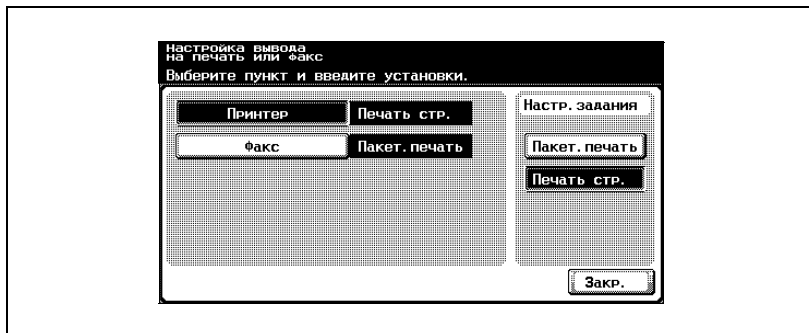 Настройка вывода
на печать или факс
Выберите пункт и введите установки.
Принтер Печать стр.
Факс Пакет.печать
Настр.задания
Пакет.печать
Печать стр.
Закр.